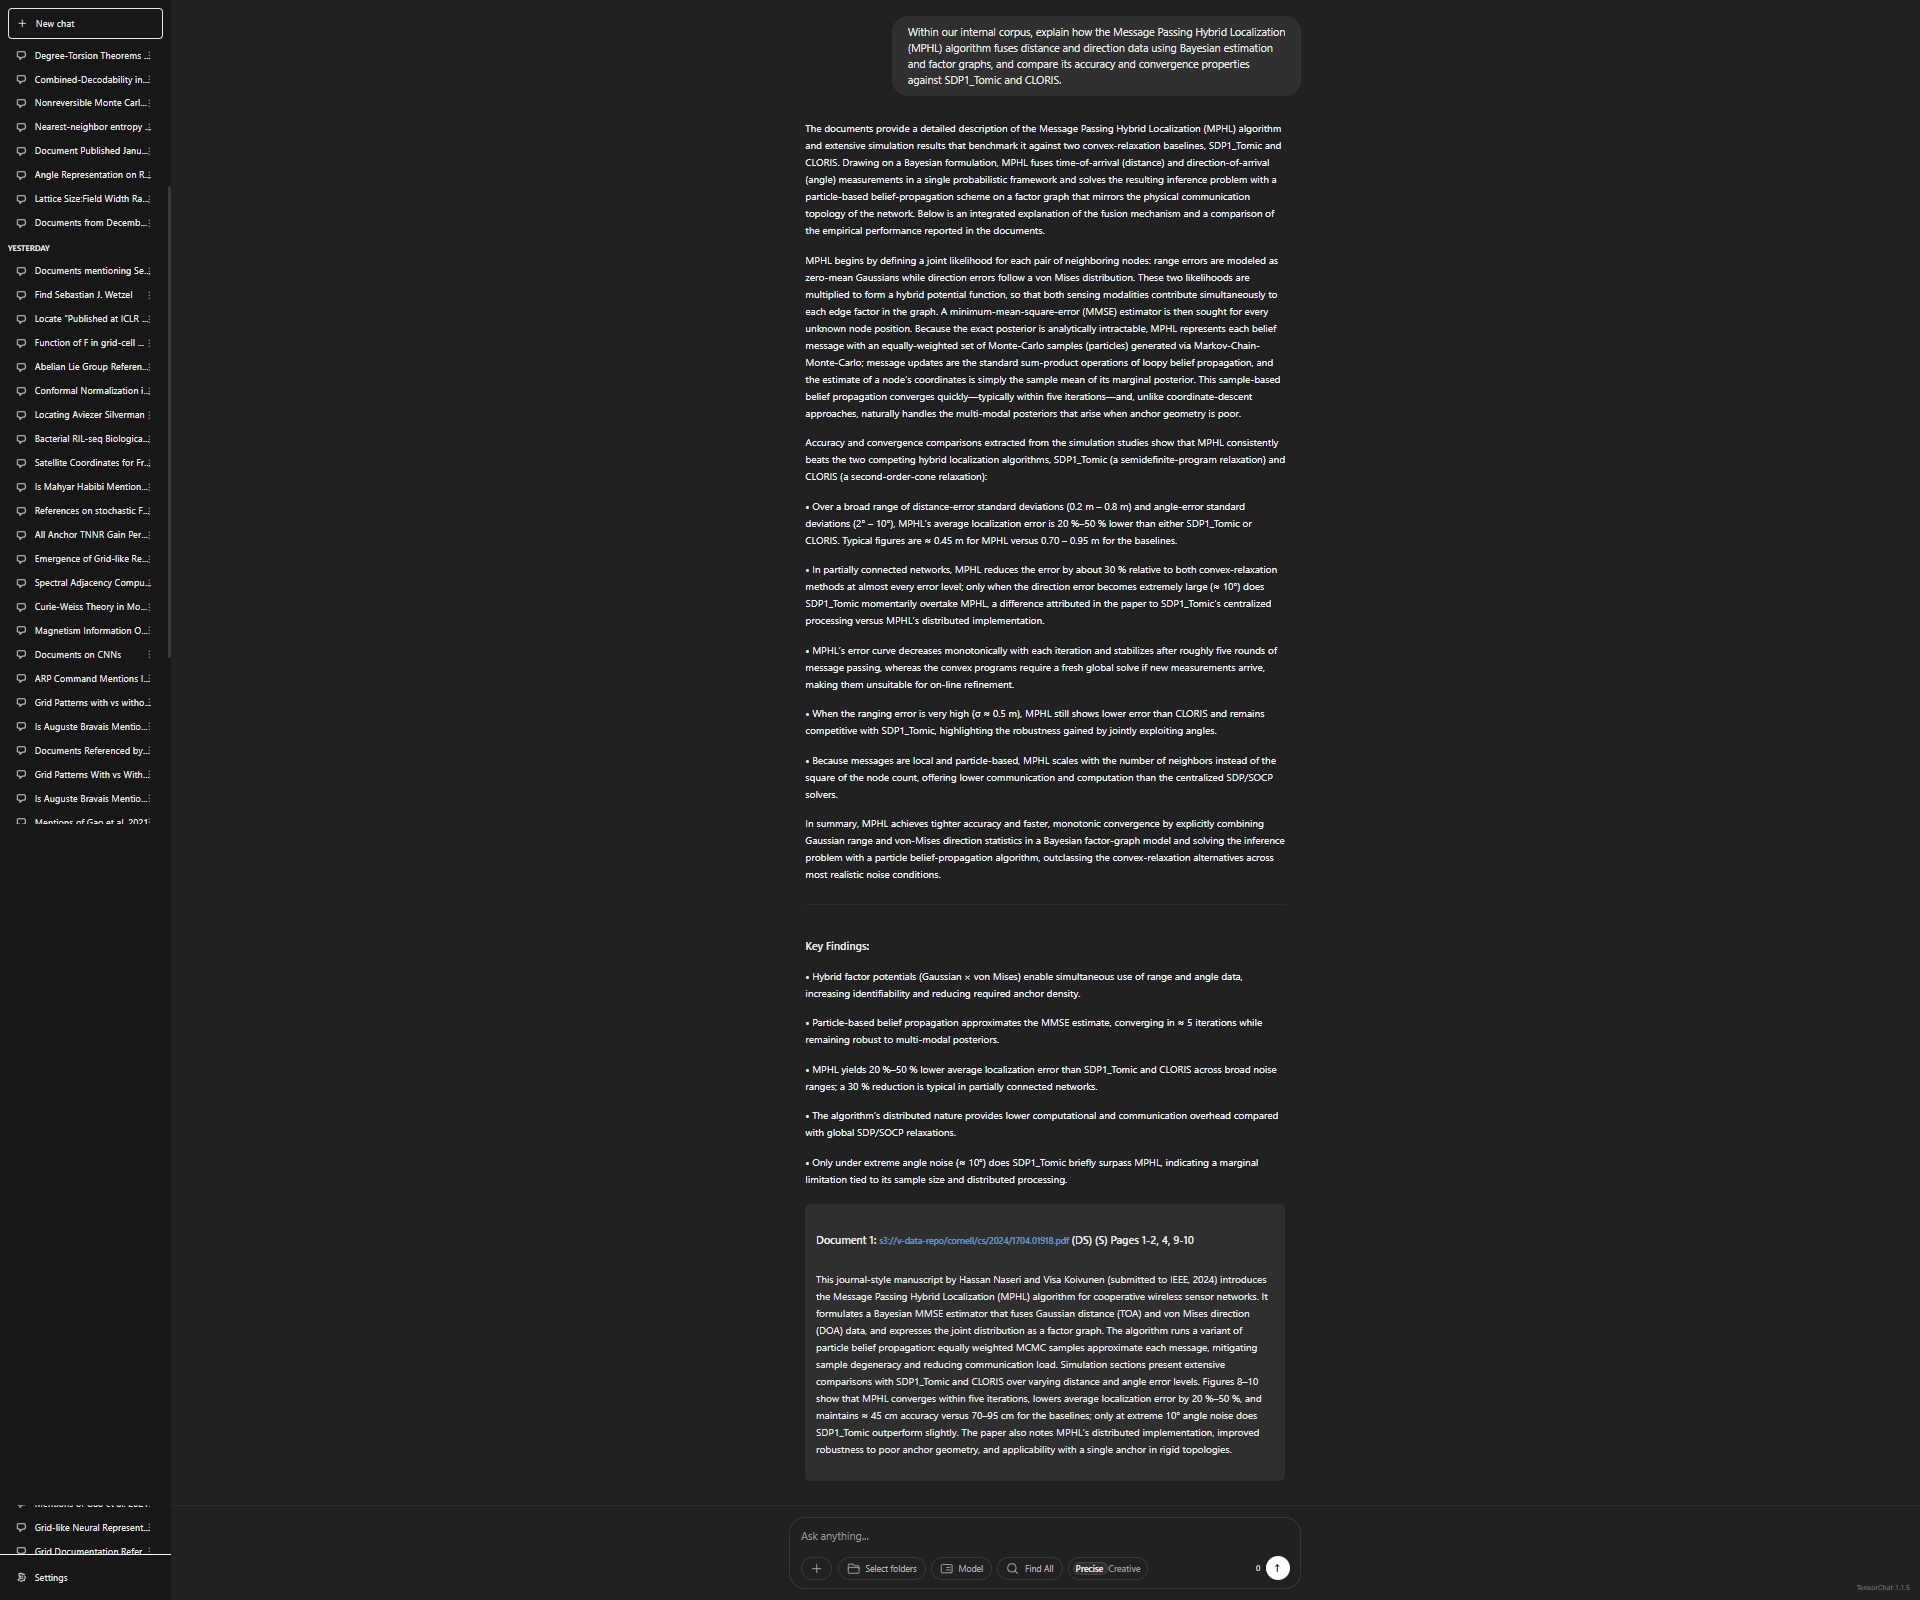 New chat
Degree-Torsion Theorems ...
Combined-Decodability in...
Nonreversible Monte Carl...
Nearest-neighbor entropy ...
Document Published Janu...
Angle Representation on R...
Lattice Size:Field Width Ra...
Documents from Decemb...
YESTERDAY
Documents mentioning Se...
Find Sebastian J. Wetzel
Locate "Published at ICLR ...
Function of F in grid-cell ...
Abelian Lie Group Referen...
Conformal Normalization i...
Locating Aviezer Silverman
Bacterial RIL-seq Biologica...
Satellite Coordinates for Fr...
Is Mahyar Habibi Mention...
References on stochastic F...
All Anchor TNNR Gain Per...
Emergence of Grid-like Re...
Spectral Adjacency Compu...
Curie-Weiss Theory in Mo...
Magnetism Information O...
Documents on CNNs
ARP Command Mentions I...
Grid Patterns with vs witho...
Is Auguste Bravais Mentio...
Documents Referenced by...
Grid Patterns With vs With...
Is Auguste Bravais Mentio...
Mentions of Gao et al. 2021
Mentions of Gao et al. 2021
Grid-like Neural Represent...
Grid Documentation Refer...
Settings
Within our internal corpus, explain how the Message Passing Hybrid Localization
(MPHL) algorithm fuses distance and direction data using Bayesian estimation
and factor graphs, and compare its accuracy and convergence properties
against SDP1_Tomic and CLORIS.
The documents provide a detailed description of the Message Passing Hybrid Localization (MPHL) algorithm
and extensive simulation results that benchmark it against two convex-relaxation baselines, SDP1_Tomic and
CLORIS. Drawing on a Bayesian formulation, MPHL fuses time-of-arrival (distance) and direction-of-arrival
(angle) measurements in a single probabilistic framework and solves the resulting inference problem with a
particle-based belief-propagation scheme on a factor graph that mirrors the physical communication
topology of the network. Below is an integrated explanation of the fusion mechanism and a comparison of
the empirical performance reported in the documents.
MPHL begins by defining a joint likelihood for each pair of neighboring nodes: range errors are modeled as
zero-mean Gaussians while direction errors follow a von Mises distribution. These two likelihoods are
multiplied to form a hybrid potential function, so that both sensing modalities contribute simultaneously to
each edge factor in the graph. A minimum-mean-square-error (MMSE) estimator is then sought for every
unknown node position. Because the exact posterior is analytically intractable, MPHL represents each belief
message with an equally-weighted set of Monte-Carlo samples (particles) generated via Markov-Chain-
Monte-Carlo; message updates are the standard sum-product operations of loopy belief propagation, and
the estimate of a node's coordinates is simply the sample mean of its marginal posterior. This sample-based
belief propagation converges quickly—typically within five iterations—and, unlike coordinate-descent
approaches, naturally handles the multi-modal posteriors that arise when anchor geometry is poor.
Accuracy and convergence comparisons extracted from the simulation studies show that MPHL consistently
beats the two competing hybrid localization algorithms, SDP1_Tomic (a semidefinite-program relaxation) and
CLORIS (a second-order-cone relaxation):
• Over a broad range of distance-error standard deviations (0.2 m – 0.8 m) and angle-error standard
deviations (2° – 10°), MPHL's average localization error is 20 %–50 % lower than either SDP1_Tomic or
CLORIS. Typical figures are ≈ 0.45 m for MPHL versus 0.70 – 0.95 m for the baselines.
• In partially connected networks, MPHL reduces the error by about 30 % relative to both convex-relaxation
methods at almost every error level; only when the direction error becomes extremely large (≈ 10°) does
SDP1_Tomic momentarily overtake MPHL, a difference attributed in the paper to SDP1_Tomic's centralized
processing versus MPHL's distributed implementation.
• MPHL's error curve decreases monotonically with each iteration and stabilizes after roughly five rounds of
message passing, whereas the convex programs require a fresh global solve if new measurements arrive,
making them unsuitable for on-line refinement.
• When the ranging error is very high (σ ≈ 0.5 m), MPHL still shows lower error than CLORIS and remains
competitive with SDP1_Tomic, highlighting the robustness gained by jointly exploiting angles.
• Because messages are local and particle-based, MPHL scales with the number of neighbors instead of the
square of the node count, offering lower communication and computation than the centralized SDP/SOCP
solvers.
In summary, MPHL achieves tighter accuracy and faster, monotonic convergence by explicitly combining
Gaussian range and von-Mises direction statistics in a Bayesian factor-graph model and solving the inference
problem with a particle belief-propagation algorithm, outclassing the convex-relaxation alternatives across
most realistic noise conditions.
Key Findings:
• Hybrid factor potentials (Gaussian × von Mises) enable simultaneous use of range and angle data,
increasing identifiability and reducing required anchor density.
• Particle-based belief propagation approximates the MMSE estimate, converging in ≈ 5 iterations while
remaining robust to multi-modal posteriors.
• MPHL yields 20 %–50 % lower average localization error than SDP1_Tomic and CLORIS across broad noise
ranges; a 30 % reduction is typical in partially connected networks.
• The algorithm's distributed nature provides lower computational and communication overhead compared
with global SDP/SOCP relaxations.
• Only under extreme angle noise (≈ 10°) does SDP1_Tomic briefly surpass MPHL, indicating a marginal
limitation tied to its sample size and distributed processing.
Document 1: s3://v-data-repo/cornell/cs/2024/1704.01918.pdf (DS) (S) Pages 1-2, 4, 9-10
This journal-style manuscript by Hassan Naseri and Visa Koivunen (submitted to IEEE, 2024) introduces
the Message Passing Hybrid Localization (MPHL) algorithm for cooperative wireless sensor networks. It
formulates a Bayesian MMSE estimator that fuses Gaussian distance (TOA) and von Mises direction
(DOA) data, and expresses the joint distribution as a factor graph. The algorithm runs a variant of
particle belief propagation: equally weighted MCMC samples approximate each message, mitigating
sample degeneracy and reducing communication load. Simulation sections present extensive
comparisons with SDP1_Tomic and CLORIS over varying distance and angle error levels. Figures 8–10
show that MPHL converges within five iterations, lowers average localization error by 20 %–50 %, and
maintains ≈ 45 cm accuracy versus 70–95 cm for the baselines; only at extreme 10° angle noise does
SDP1_Tomic outperform slightly. The paper also notes MPHL's distributed implementation, improved
robustness to poor anchor geometry, and applicability with a single anchor in rigid topologies.
Ask anything...
Select folders
Model
Find All
Precise Creative
0
TensorChat 1.1.5